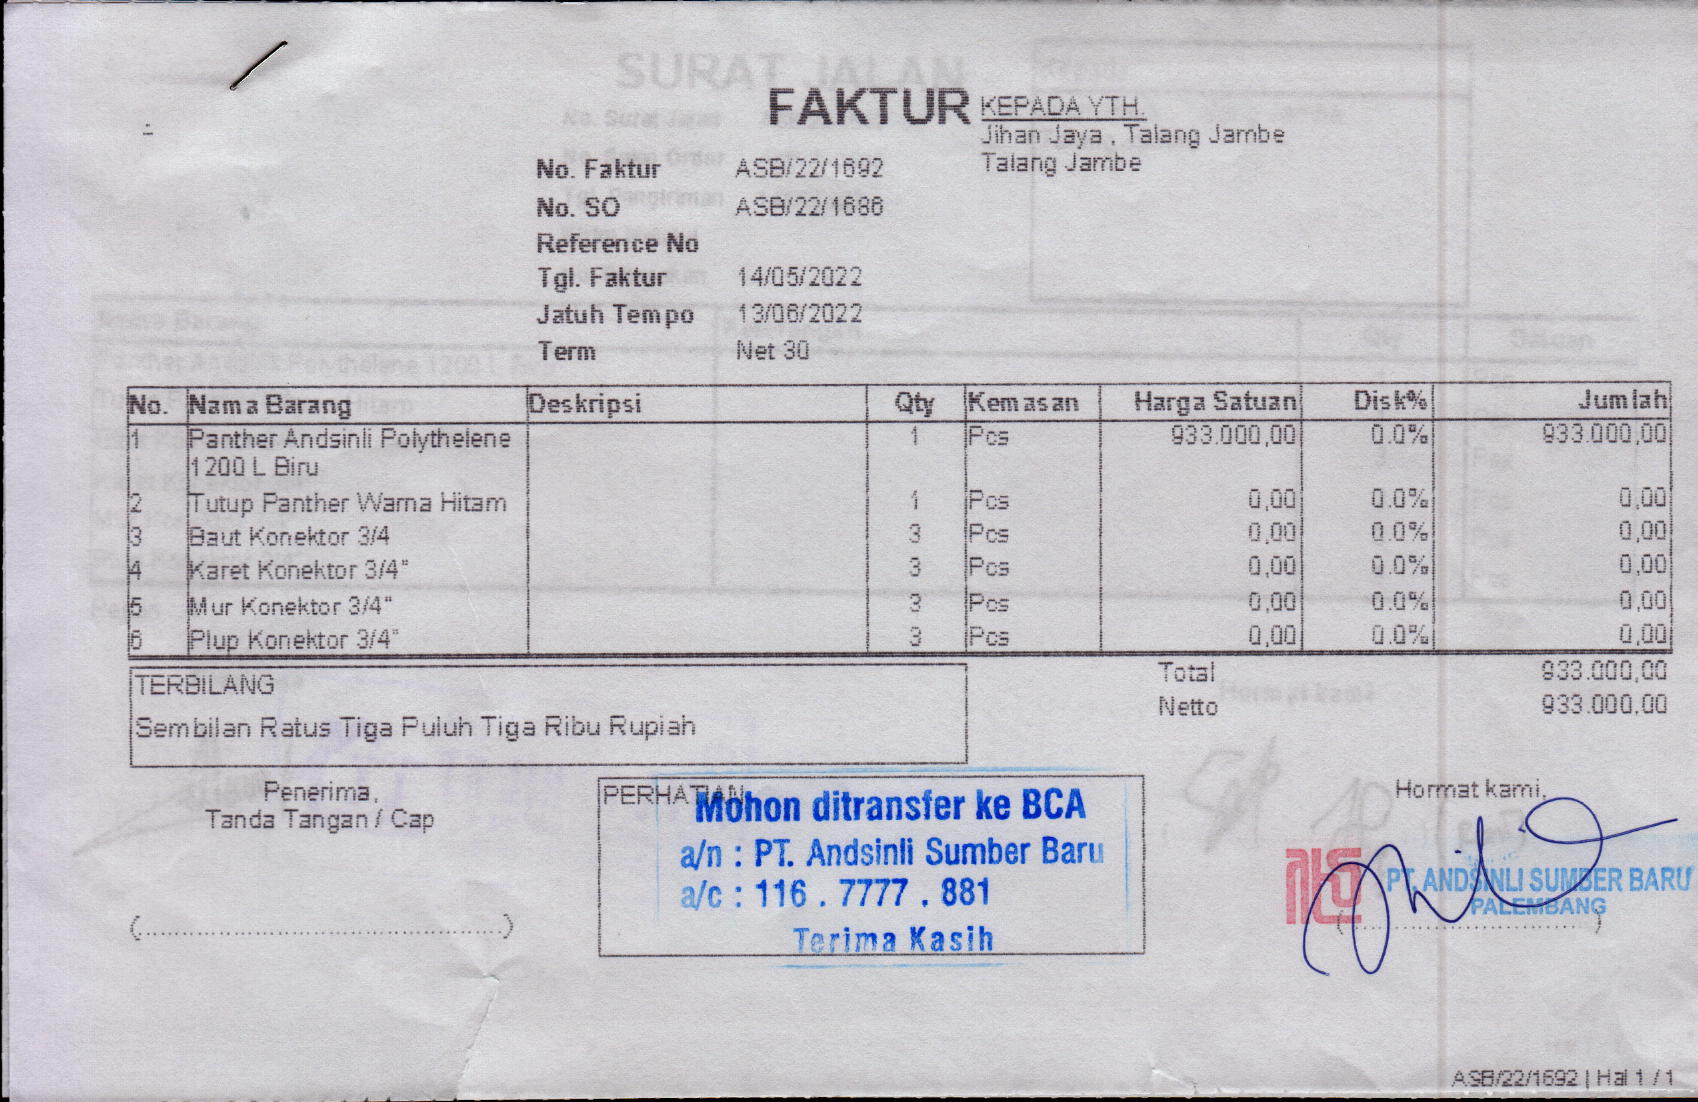 FAKTUR
KEPADA YTH.
Jihan Jaya , Talang Jambe
Talang Jambe
No. Faktur ASB/22/1692
No. SO ASB/22/1686
Reference No
Tgl. Faktur 14/05/2022
Jatuh Tempo 13/06/2022
Term Net 30
No. Nama Barang Deskripsi Qty Kemasan Harga Satuan Disk% Jumlah
1 Panther Andsinli Polythelene 1 Pcs 933.000,00 0.0% 933.000,00
1200 L Biru
2 Tutup Panther Warna Hitam 1 Pcs 0,00 0.0% 0,00
3 Baut Konektor 3/4 3 Pcs 0,00 0.0% 0,00
4 Karet Konektor 3/4" 3 Pcs 0,00 0.0% 0,00
5 Mur Konektor 3/4" 3 Pcs 0,00 0.0% 0,00
6 Plup Konektor 3/4" 3 Pcs 0,00 0.0% 0,00
Total 933.000,00
Netto 933.000,00
TERBILANG
Sembilan Ratus Tiga Puluh Tiga Ribu Rupiah
Penerima,
Tanda Tangan / Cap
(..........................................)
PERHATIAN
Mohon ditransfer ke BCA
a/n : PT. Andsinli Sumber Baru
a/c : 116 . 7777 . 881
Terima Kasih
Hormat kami,
PT. ANDSINLI SUMBER BARU
PALEMBANG
(..............................)
ASB/22/1692 | Hal 1 / 1
SURAT JALAN